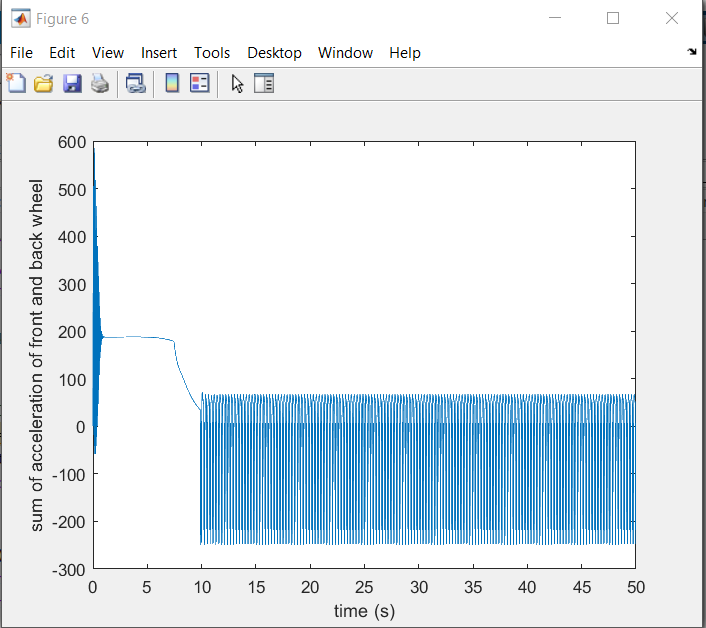 Figure 6
File Edit View Insert Tools Desktop Window Help
600
500
400
300
200
100
0
-100
-200
-300
sum of acceleration of front and back wheel
0 5 10 15 20 25 30 35 40 45 50
time (s)